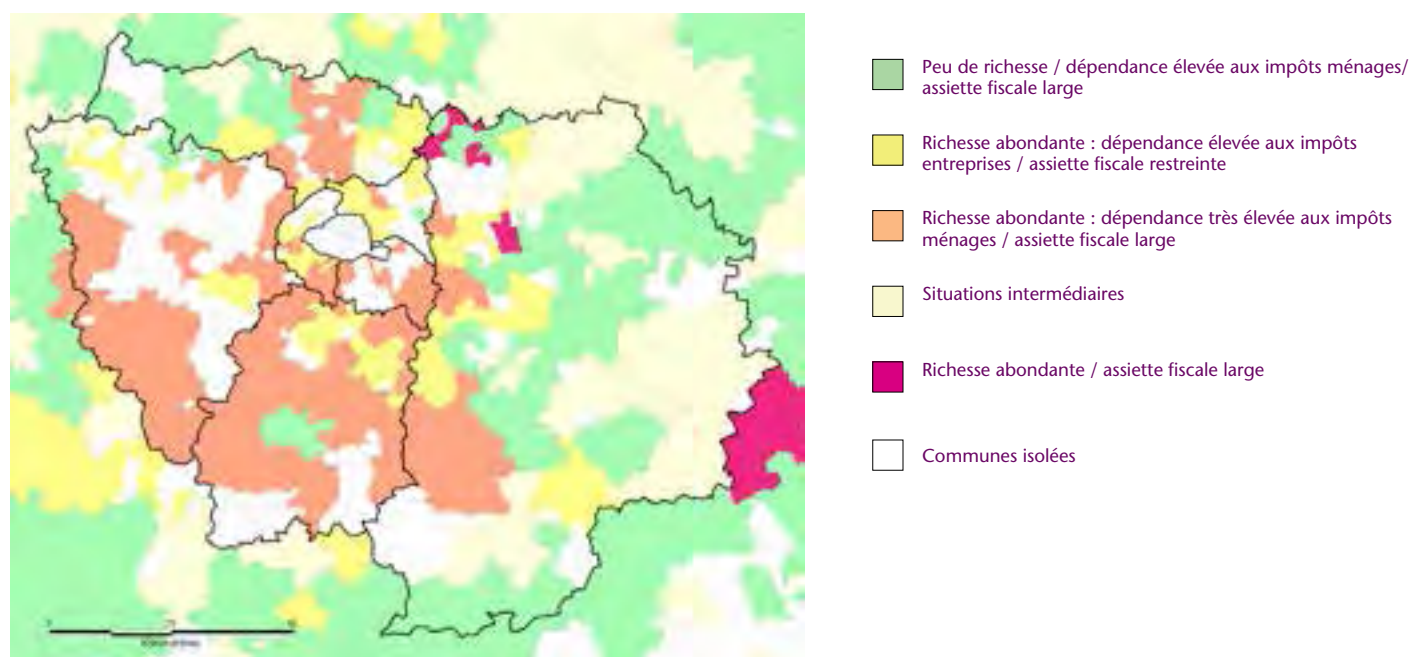 Peu de richesse / dépendance élevée aux impôts ménages/
assiette fiscale large
Richesse abondante : dépendance élevée aux impôts
entreprises / assiette fiscale restreinte
Richesse abondante : dépendance très élevée aux impôts
ménages / assiette fiscale large
Situations intermédiaires
Richesse abondante / assiette fiscale large
Communes isolées